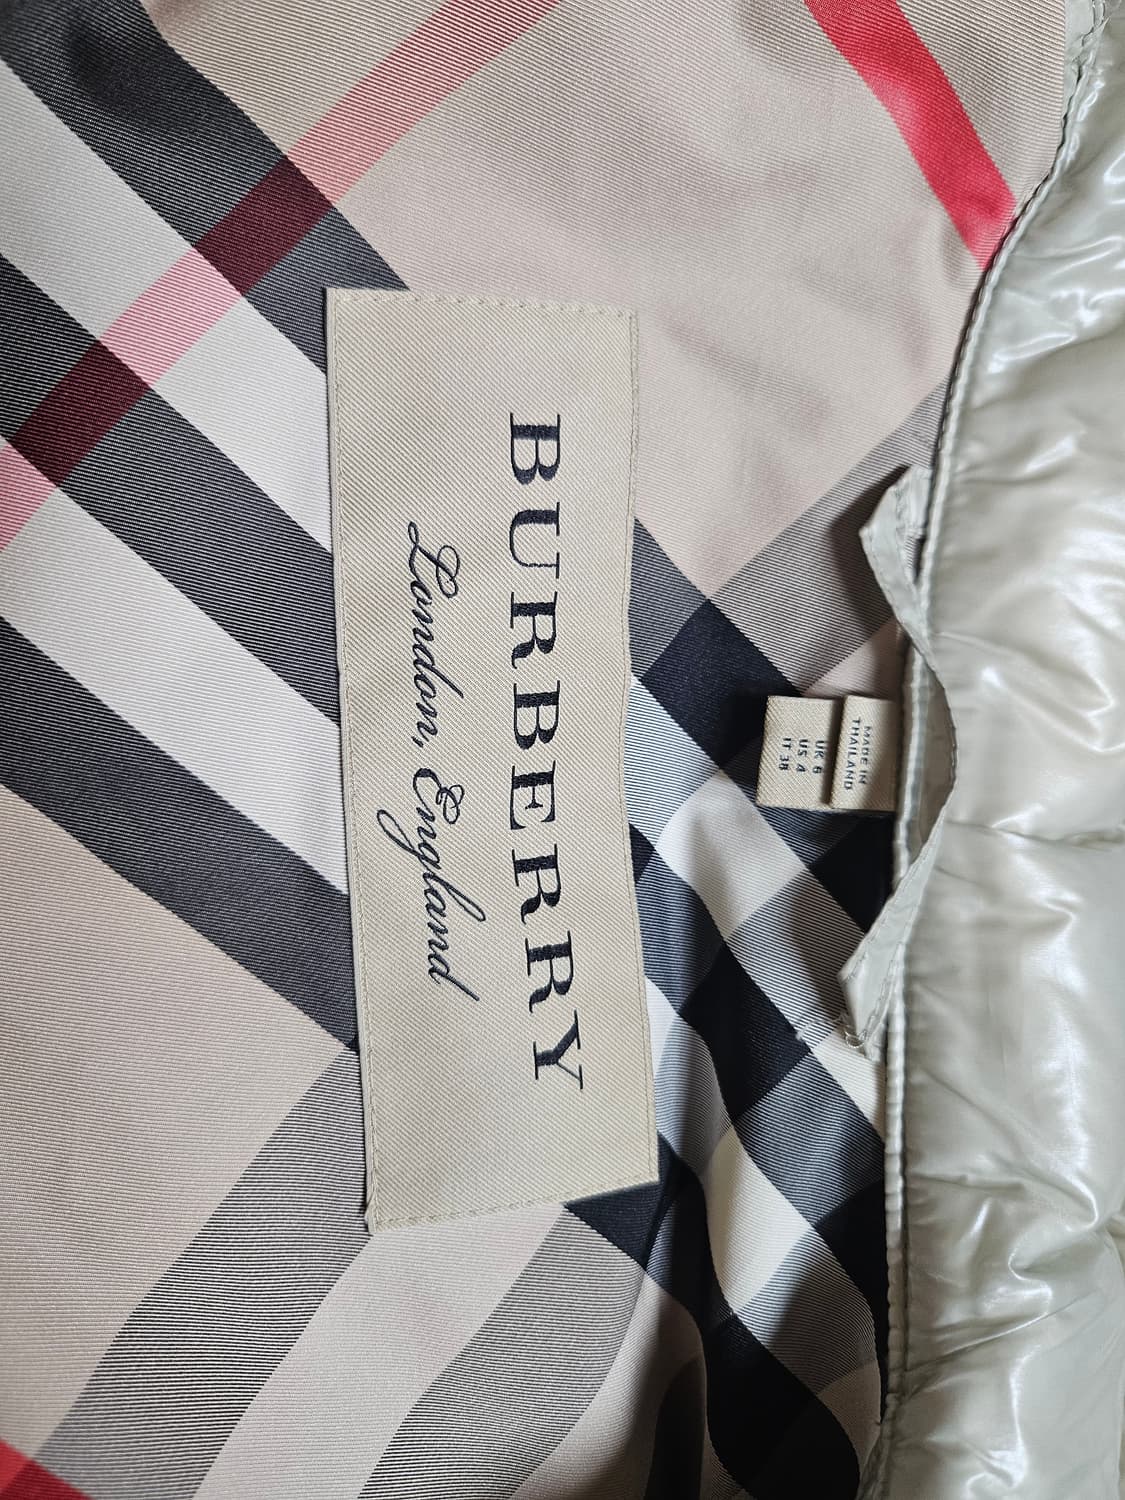 BURBERRY
London, England
MADE IN
THAILAND
UK 6
US 4
IT 38